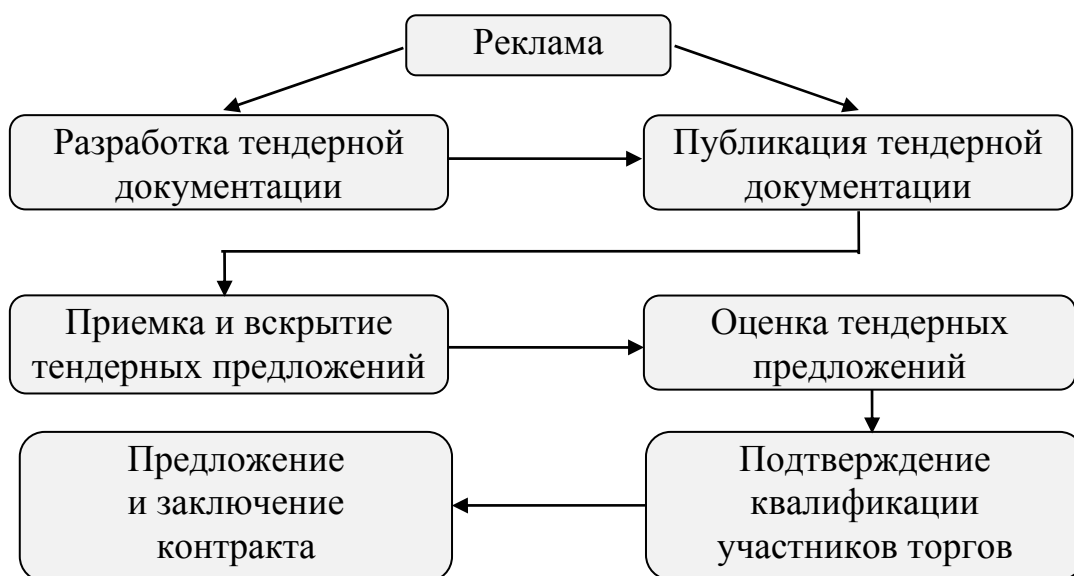 Реклама
Разработка тендерной
документации
Публикация тендерной
документации
Приемка и вскрытие
тендерных предложений
Оценка тендерных
предложений
Предложение
и заключение
контракта
Подтверждение
квалификации
участников торгов